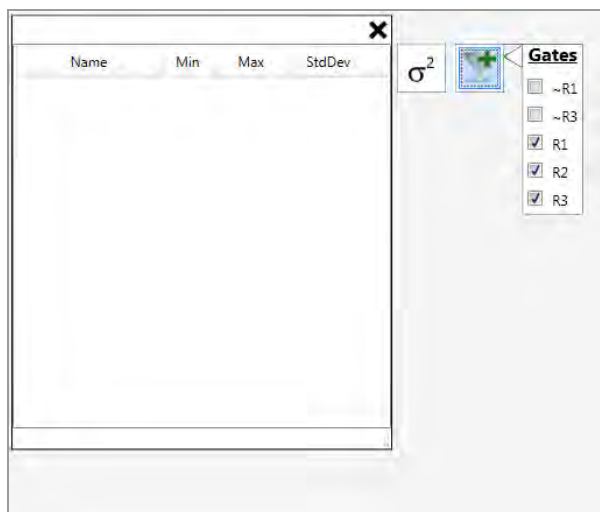 Name Min Max StdDev
σ²
Gates
~R1
~R3
R1
R2
R3